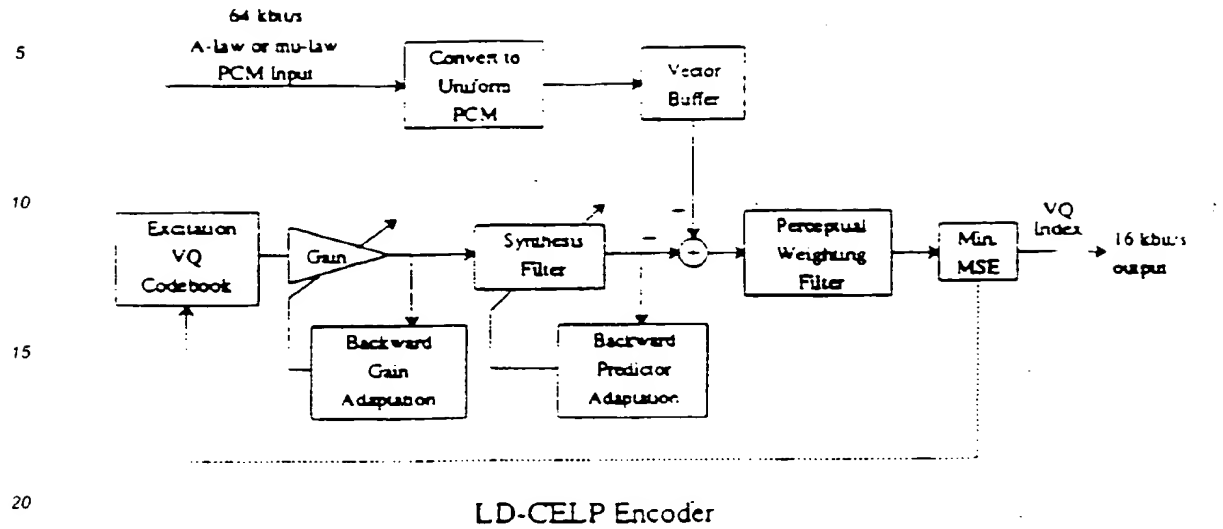 64 kbit/s
A-law or mu-law
PCM Input
5
Convert to
Uniform
PCM
Vector
Buffer
10
Excitation
VQ
Codebook
Gain
Synthesis
Filter
Perceptual
Weighting
Filter
Min.
MSE
VQ
Index
16 kbit/s
output
15
Backward
Gain
Adaptation
Backward
Predictor
Adaptation
20
LD-CELP Encoder